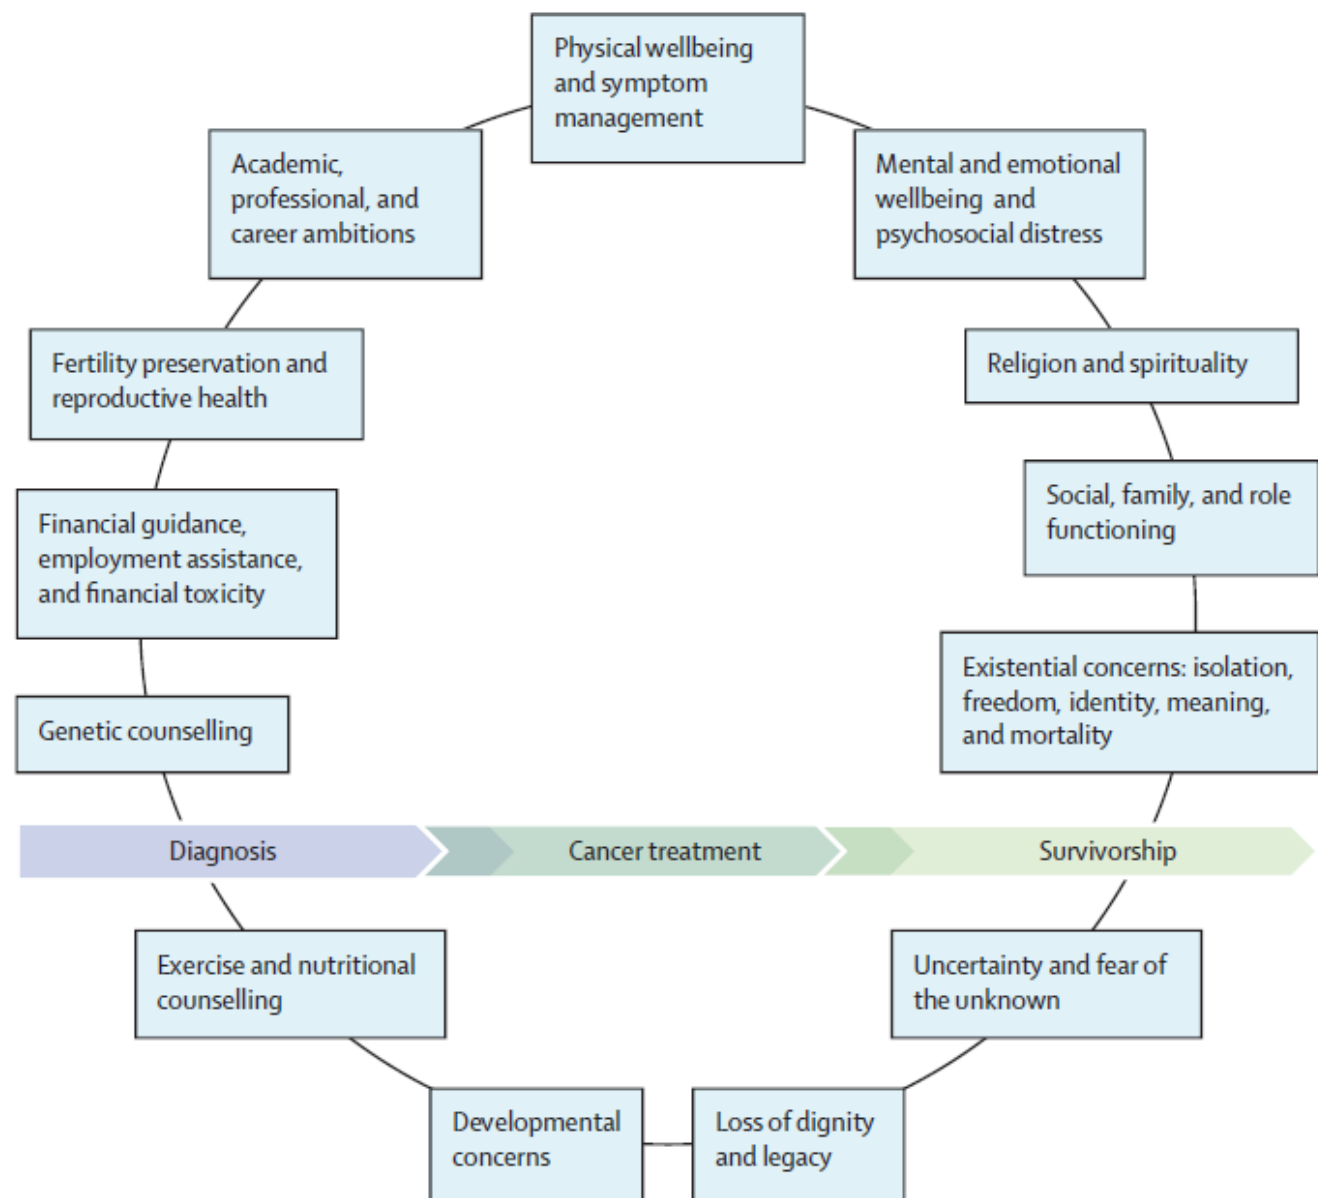 Physical wellbeing
and symptom
management
Academic,
professional, and
career ambitions
Mental and emotional
wellbeing and
psychosocial distress
Fertility preservation and
reproductive health
Religion and spirituality
Social, family, and role
functioning
Financial guidance,
employment assistance,
and financial toxicity
Existential concerns: isolation,
freedom, identity, meaning,
and mortality
Genetic counselling
Diagnosis
Cancer treatment
Survivorship
Exercise and nutritional
counselling
Uncertainty and fear of
the unknown
Developmental
concerns
Loss of dignity
and legacy